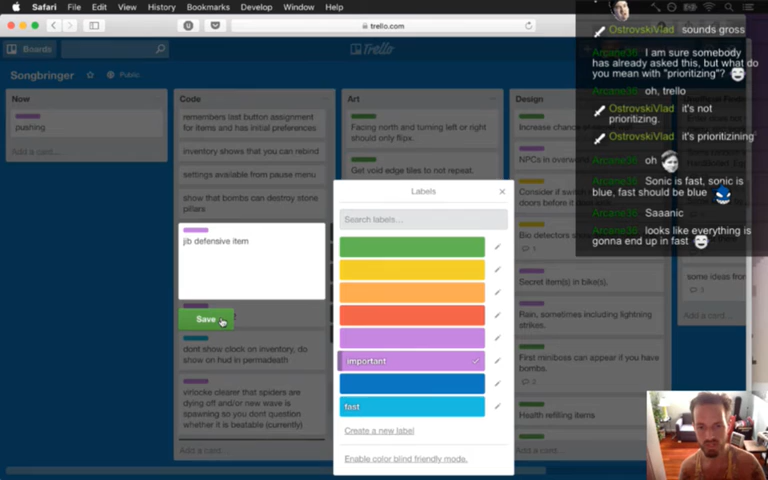 Safari File Edit View History Bookmarks Develop Window Help
trello.com
Boards
Trello
Songbringer
Public
Now
pushing
Add a card...
Code
remembers last button assignment
for items and has initial preferences
inventory shows that you can rebind
settings available from pause menu
show that bombs can destroy stone
pillars
jib defensive item
Save
dont show clock on inventory, do
show on hud in permadeath
virlocke clearer that spiders are
dying off and/or new wave is
spawning so you dont question
whether it is beatable (currently)
Add a card...
Art
Facing north and turning left or right
should only flipx.
Get void edge tiles to not repeat.
Labels
Search labels...
important
fast
Create a new label
Enable color blind friendly mode.
Design
Increase chance
NPCs in overwo
Consider if switch
doors before it
Bio detectors
1
Secret item(s) in bike(s).
Rain, sometimes including lightning
strikes.
First miniboss can appear if you have
bombs.
2
Health refilling items
Add a card...
some ideas from
3
Add a card...
OstrovskiVlad sounds gross
Arcane36: I am sure somebody
has already asked this, but what do
you mean with "prioritizing"?
Arcane36: oh, trello
OstrovskiVlad it's not
prioritizing.
OstrovskiVlad it's prioritizining
Arcane36: oh
Arcane36: Sonic is fast, sonic is
blue, fast should be blue
Arcane36: Saaanic
Arcane36: looks like everything is
gonna end up in fast